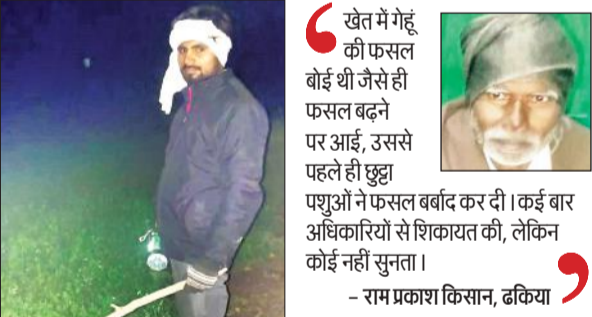 खेत में गेहूं
की फसल
बोई थी जैसे ही
फसल बढ़ने
पर आई, उससे
पहले ही छुट्टा
पशुओं ने फसल बर्बाद कर दी। कई बार
अधिकारियों से शिकायत की, लेकिन
कोई नहीं सुनता।
– राम प्रकाश किसान, ढकिया